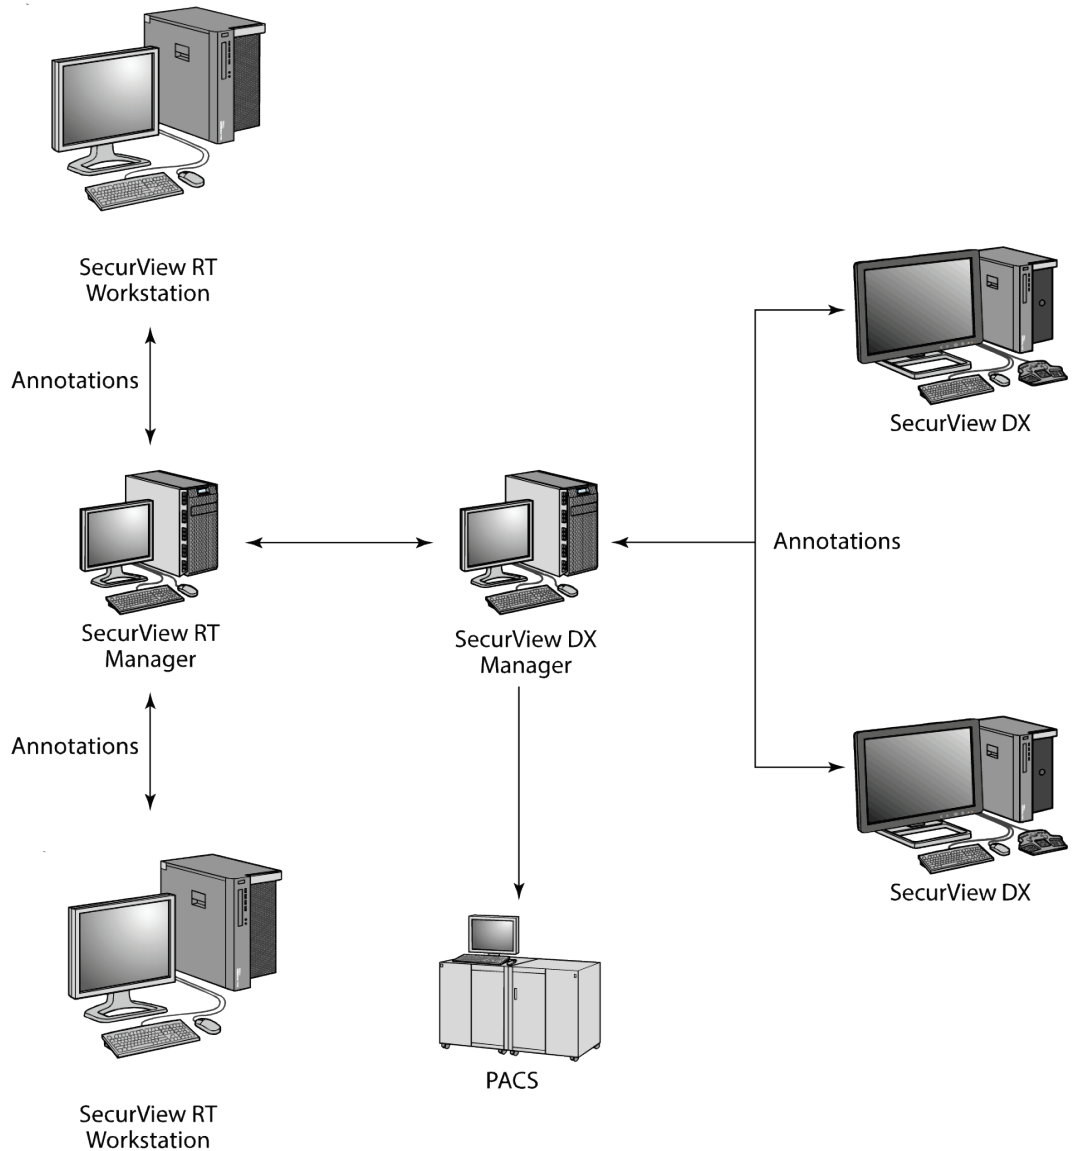 SecurView RT
Workstation
Annotations
SecurView DX
Annotations
SecurView RT
Manager
SecurView DX
Manager
Annotations
SecurView DX
PACS
SecurView RT
Workstation